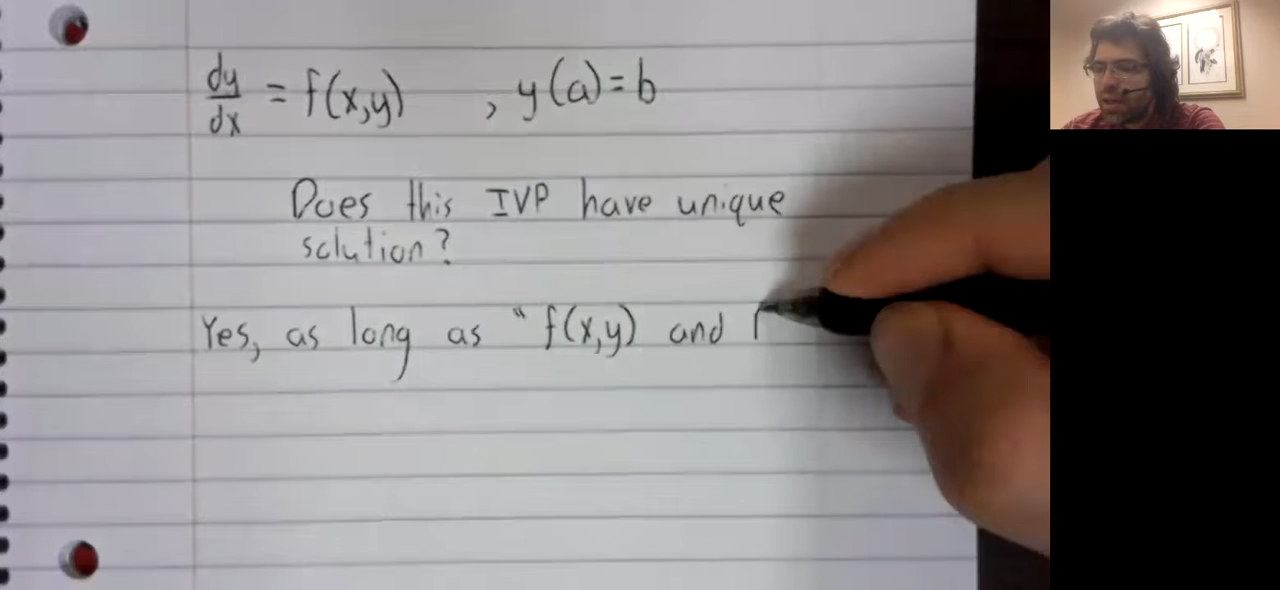 dy/dx = f(x,y) , y(a)=b
Does this IVP have unique
solution?
Yes, as long as "f(x,y) and